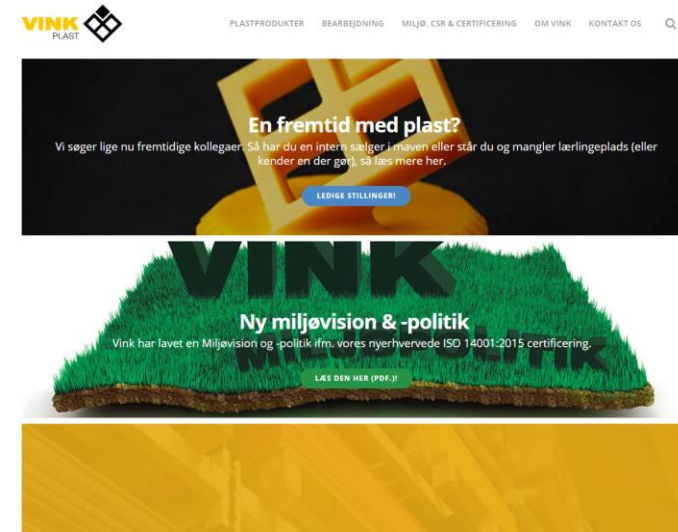 VINK
PLAST
PLASTPRODUKTER BEARBEJDNING MILJØ, CSR & CERTIFICERING OM VINK KONTAKT OS
En fremtid med plast?
Vi søger lige nu fremtidige kollegaer. Så har du en intern sælger i maven eller står du og mangler lærlingeplads (eller
kender en der gør), så læs mere her.
LEDIGE STILLINGER!
VINK
Ny miljøvision & -politik
MILJØPOLITIK
Vink har lavet en Miljøvision og -politik ifm. vores nyerhvervede ISO 14001:2015 certificering.
LÆS DEN HER (PDF.)!